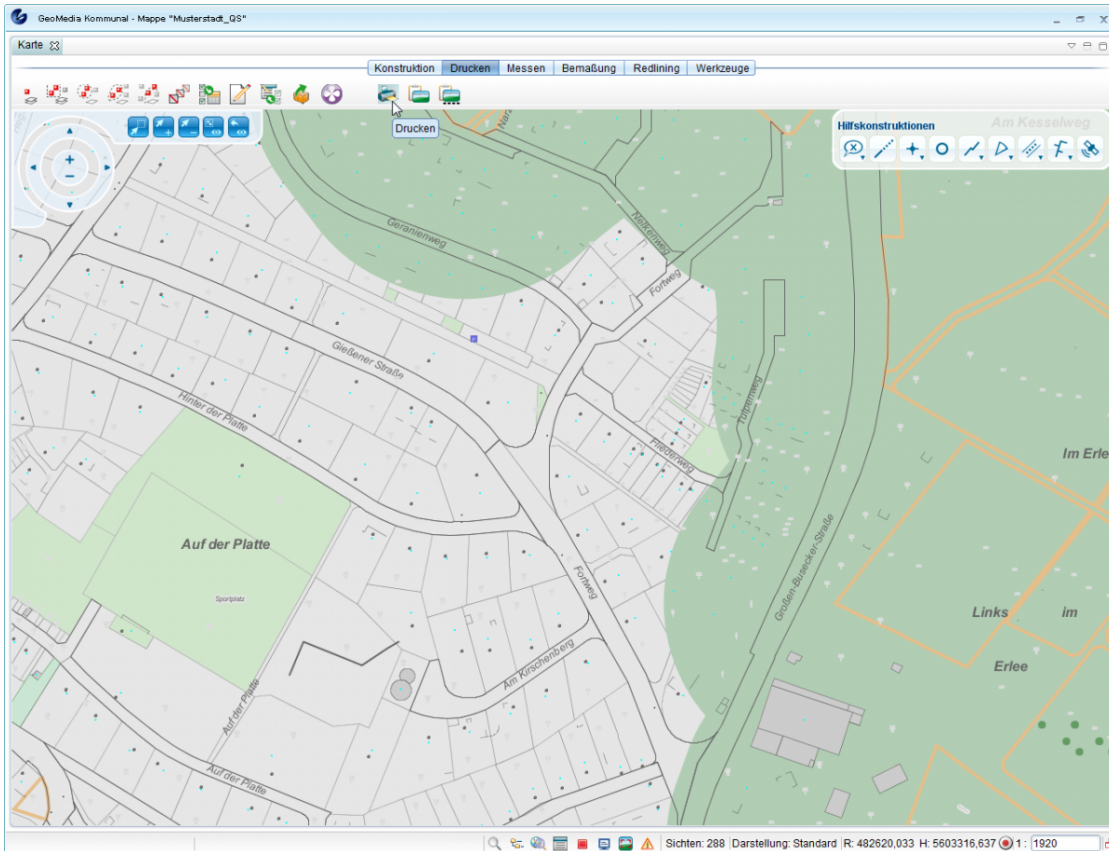 GeoMedia Kommunal - Mappe "Musterstadt_QS"
Karte
Konstruktion Drucken Messen Bemaßung Redlining Werkzeuge
Drucken
Hilfskonstruktionen
Am Kesselweg
Geranienweg
Nelkenweg
Fortweg
Gießener Straße
Hinter der Platte
Tulpenweg
Fliederweg
Im Erle
Auf der Platte
Sportplatz
Fortweg
Großen-Busecker-Straße
Links im
Erlee
Am Kirschenberg
Auf der Platte
Auf der Platte
Sichten: 288 Darstellung: Standard R: 482620,033 H: 5603316,637 1 : 1920